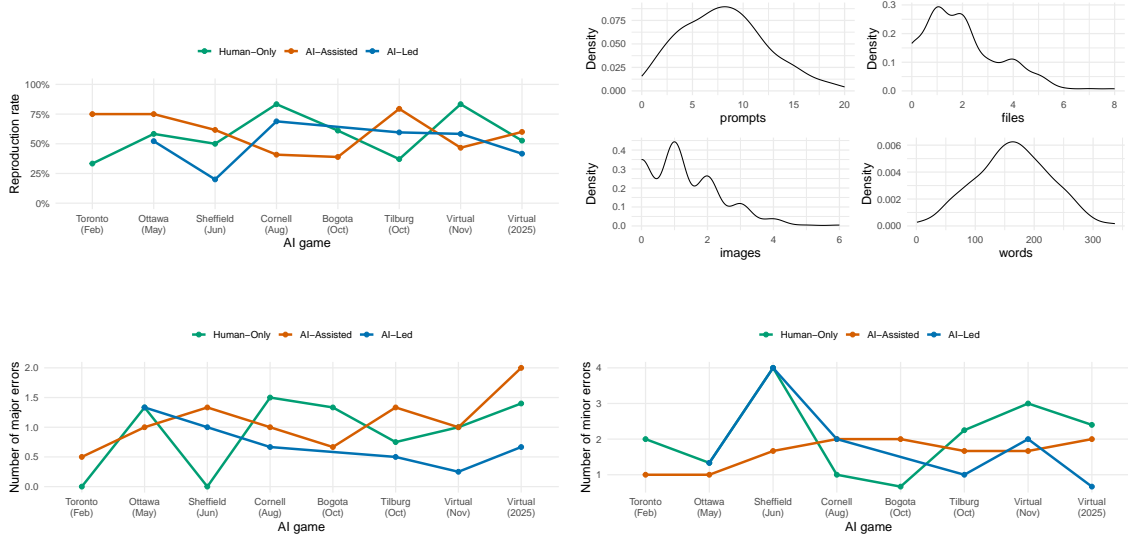 Human-Only AI-Assisted AI-Led
Reproduction rate
100%
75%
50%
25%
0%
Toronto (Feb)
Ottawa (May)
Sheffield (Jun)
Cornell (Aug)
Bogota (Oct)
Tilburg (Oct)
Virtual (Nov)
Virtual (2025)
AI game
Density
0.075
0.050
0.025
0.000
0 5 10 15 20
prompts
Density
0.3
0.2
0.1
0.0
0 2 4 6 8
files
Density
0.4
0.3
0.2
0.1
0.0
0 2 4 6
images
Density
0.006
0.004
0.002
0.000
0 100 200 300
words
Human-Only AI-Assisted AI-Led
Number of major errors
2.0
1.5
1.0
0.5
0.0
Toronto (Feb)
Ottawa (May)
Sheffield (Jun)
Cornell (Aug)
Bogota (Oct)
Tilburg (Oct)
Virtual (Nov)
Virtual (2025)
AI game
Human-Only AI-Assisted AI-Led
Number of minor errors
4
3
2
1
Toronto (Feb)
Ottawa (May)
Sheffield (Jun)
Cornell (Aug)
Bogota (Oct)
Tilburg (Oct)
Virtual (Nov)
Virtual (2025)
AI game